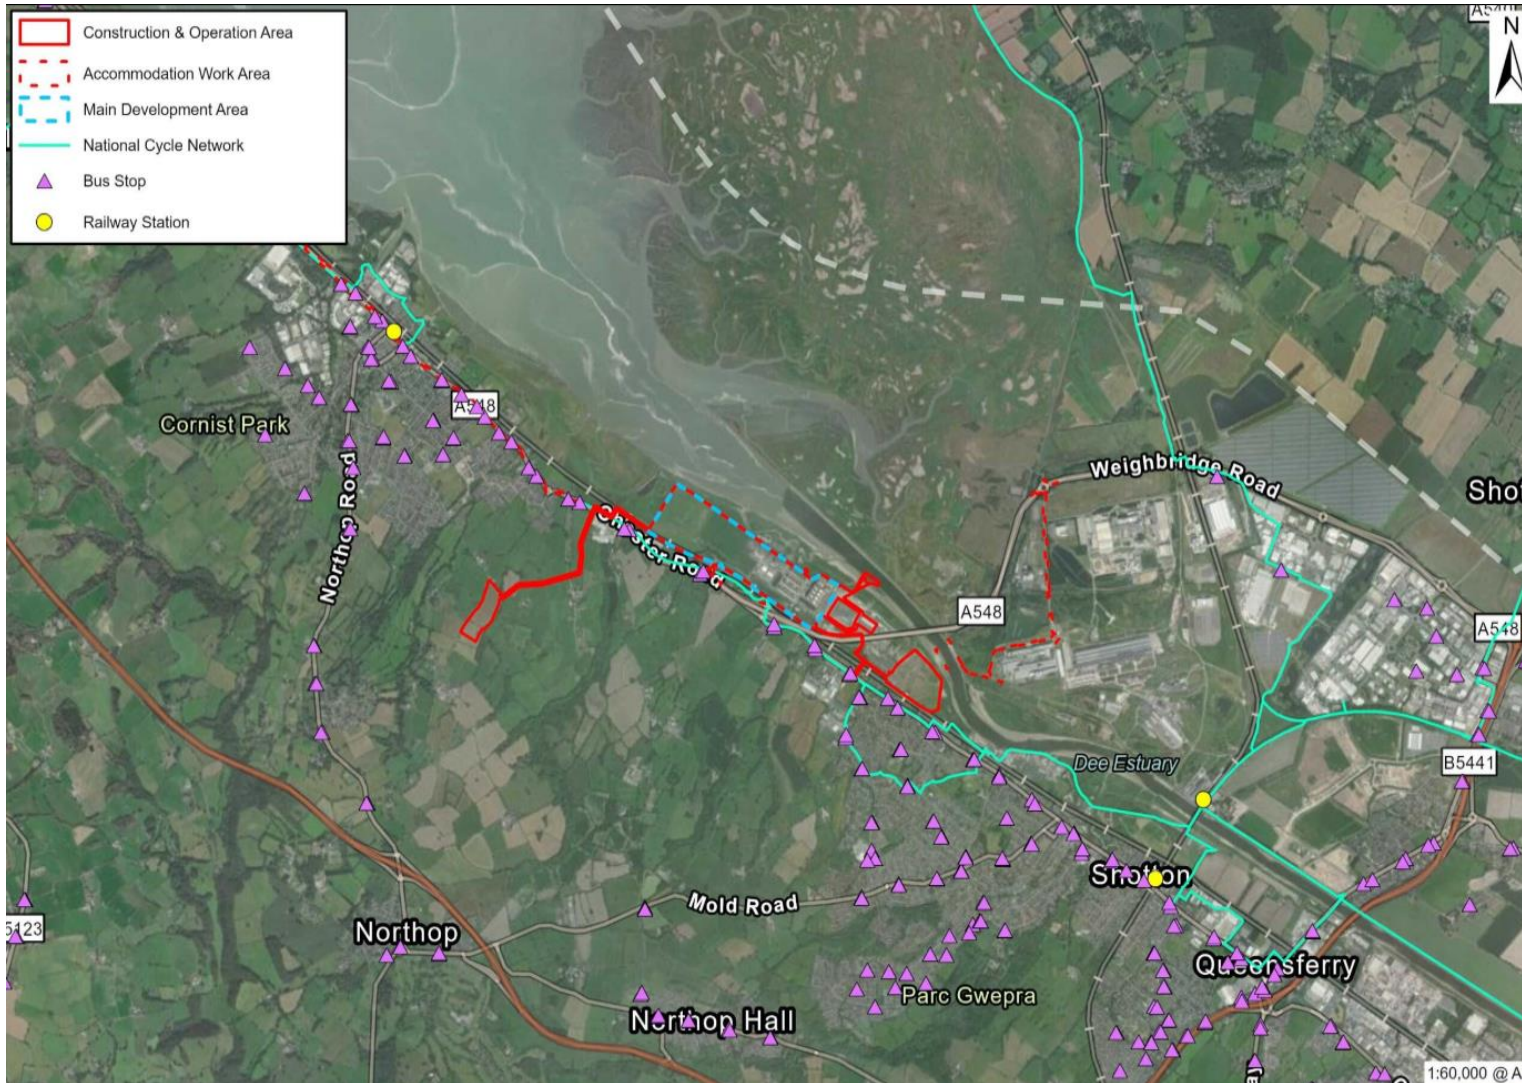 Construction & Operation Area
Accommodation Work Area
Main Development Area
National Cycle Network
Bus Stop
Railway Station
N
Cornist Park
A548
Northop Road
Chester Road
Weighbridge Road
A548
A548
Dee Estuary
B5441
Shotton
Mold Road
Northop
5123
Queensferry
Parc Gwepra
Northop Hall
1:60,000 @ A